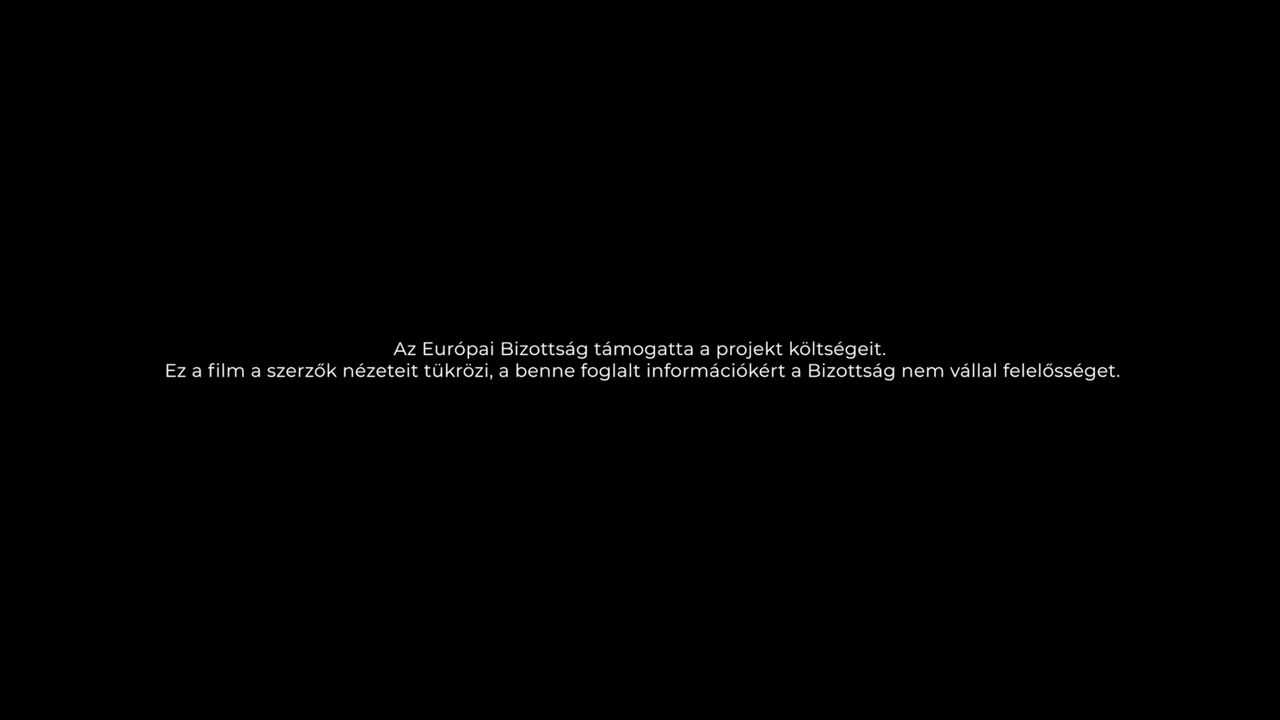 Az Európai Bizottság támogatta a projekt költségeit.
Ez a film a szerzők nézeteit tükrözi, a benne foglalt információkért a Bizottság nem vállal felelősséget.